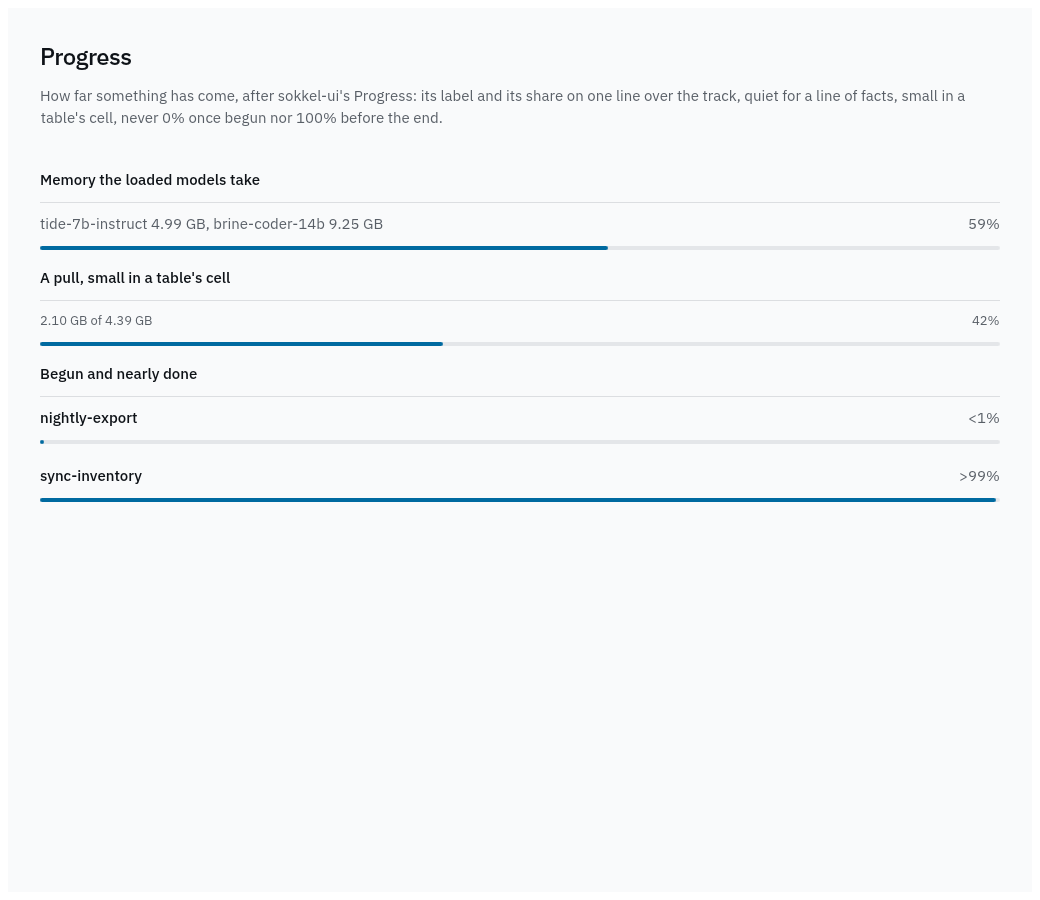 Progress
How far something has come, after sokkel-ui's Progress: its label and its share on one line over the track, quiet for a line of facts, small in a
table's cell, never 0% once begun nor 100% before the end.
Memory the loaded models take
tide-7b-instruct 4.99 GB, brine-coder-14b 9.25 GB 59%
A pull, small in a table's cell
2.10 GB of 4.39 GB 42%
Begun and nearly done
nightly-export <1%
sync-inventory >99%